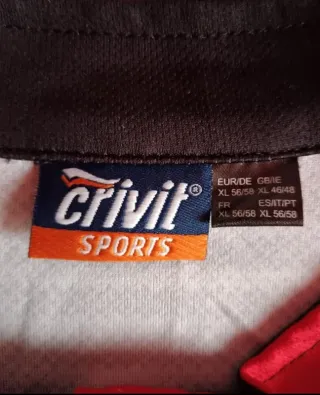 crivit®
SPORTS
EUR/DE GB/IE
XL 56/58 XL 46/48
FR ES/IT/PT
XL 56/58 XL 56/58